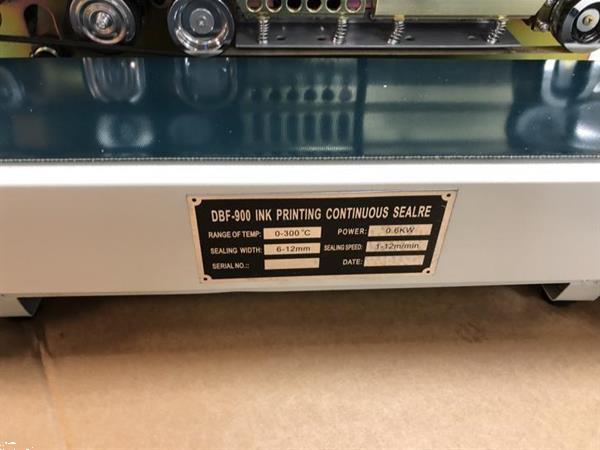 DBF-900 INK PRINTING CONTINUOUS SEALRE
RANGE OF TEMP: 0-300℃ POWER: 0.6KW
SEALING WIDTH: 6-12mm SEALING SPEED: 1-12m/min
SERIAL NO.:: DATE: